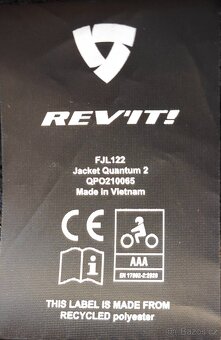 REV'IT!
FJL122
Jacket Quantum 2
QPO210065
Made in Vietnam
CE
AAA
EN 17092-2:2020
THIS LABEL IS MADE FROM
RECYCLED polyester